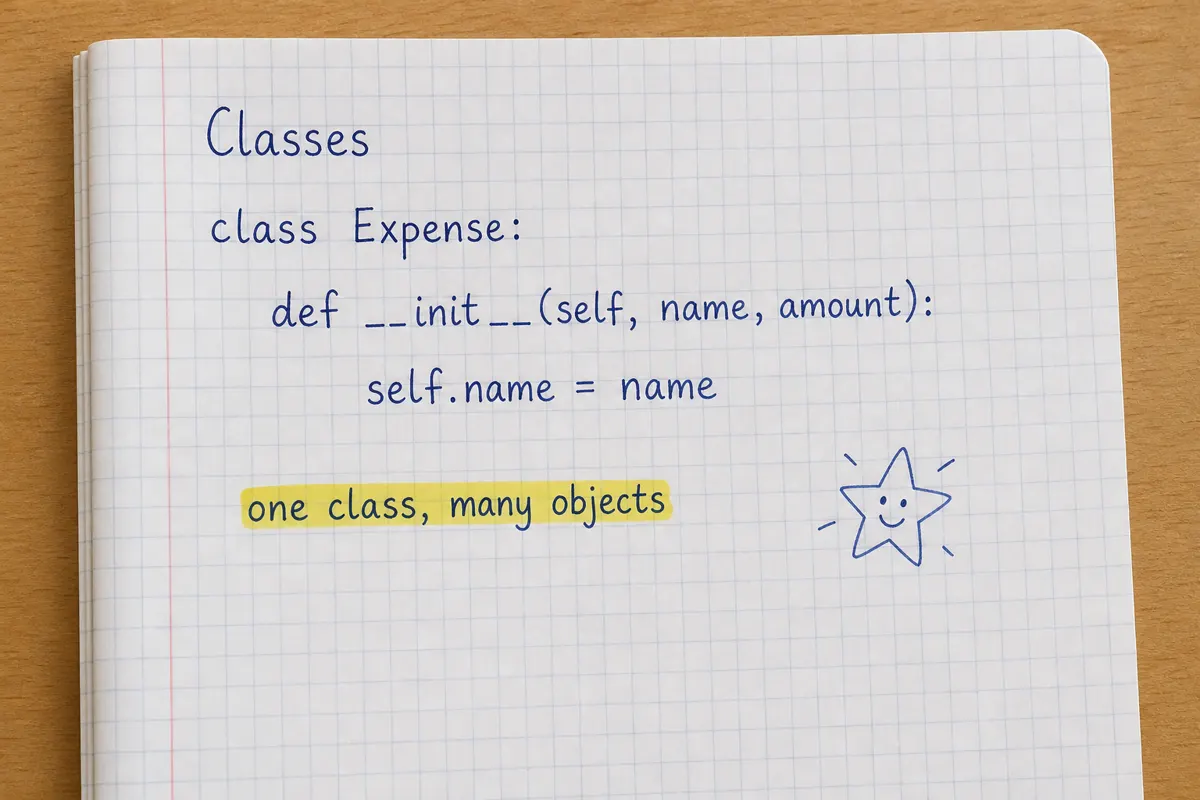 Classes
class Expense:
def __init__(self, name, amount):
self.name = name
one class, many objects